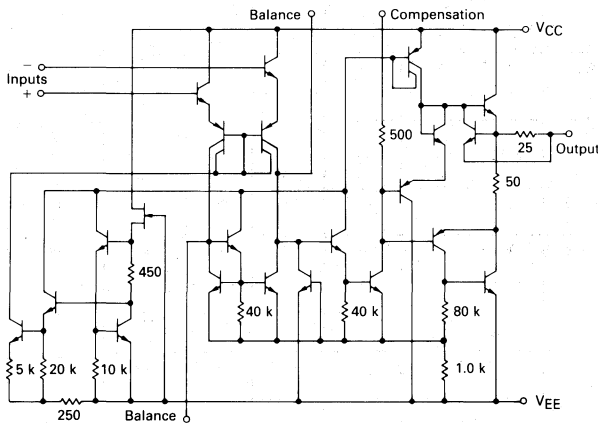 Balance
Compensation
VCC
−
Inputs
+
500
25
Output
50
450
40 k
40 k
80 k
5 k
20 k
10 k
1.0 k
250
Balance
VEE